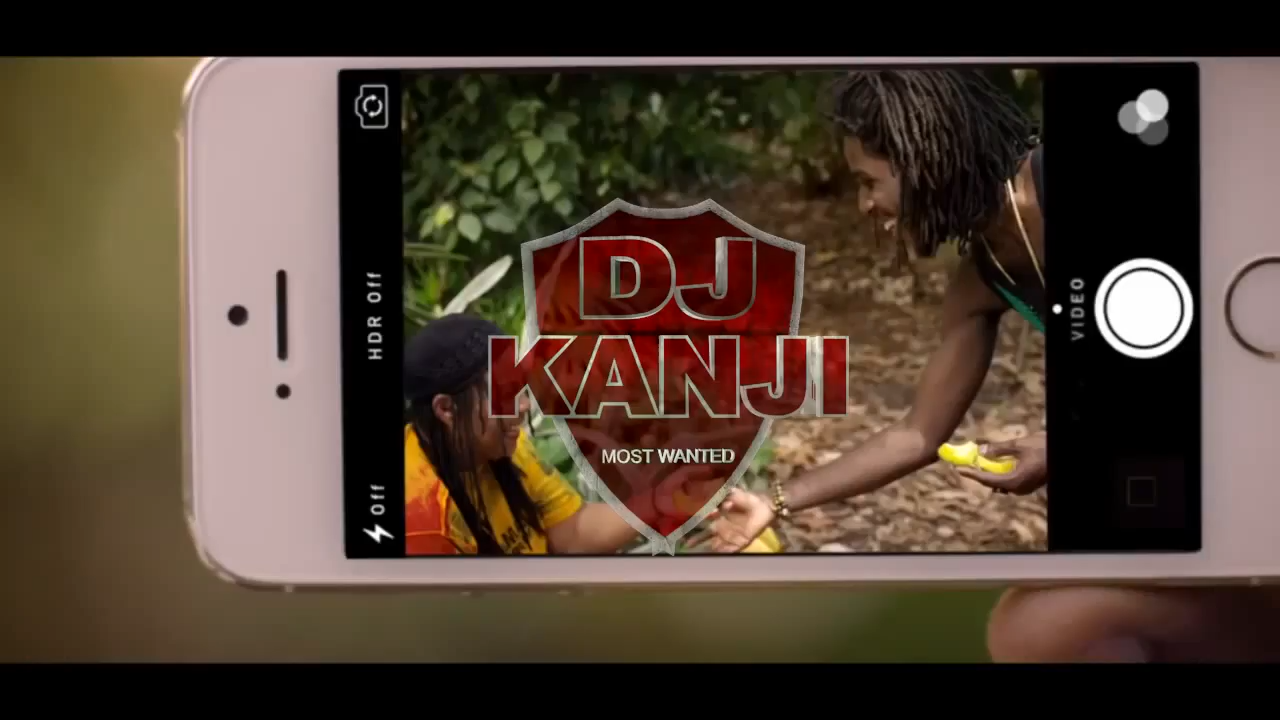 DJ
KANJI
MOST WANTED
HDR Off
Off
VIDEO